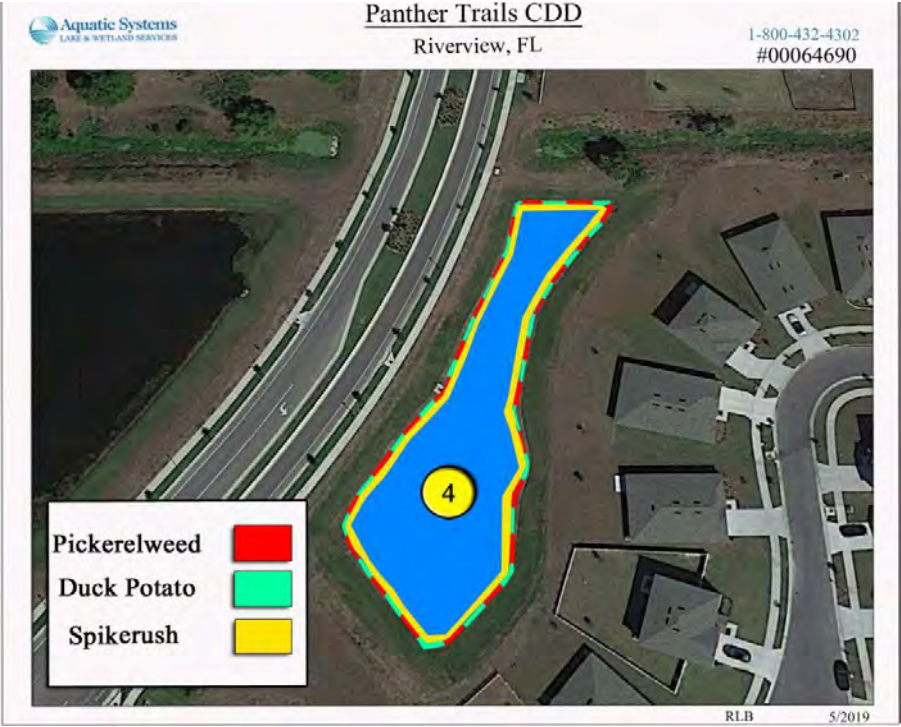 Aquatic Systems
LAKE & WETLAND SERVICES
Panther Trails CDD
Riverview, FL
1-800-432-4302
#00064690
4
Pickerelweed
Duck Potato
Spikerush
RLB 5/2019